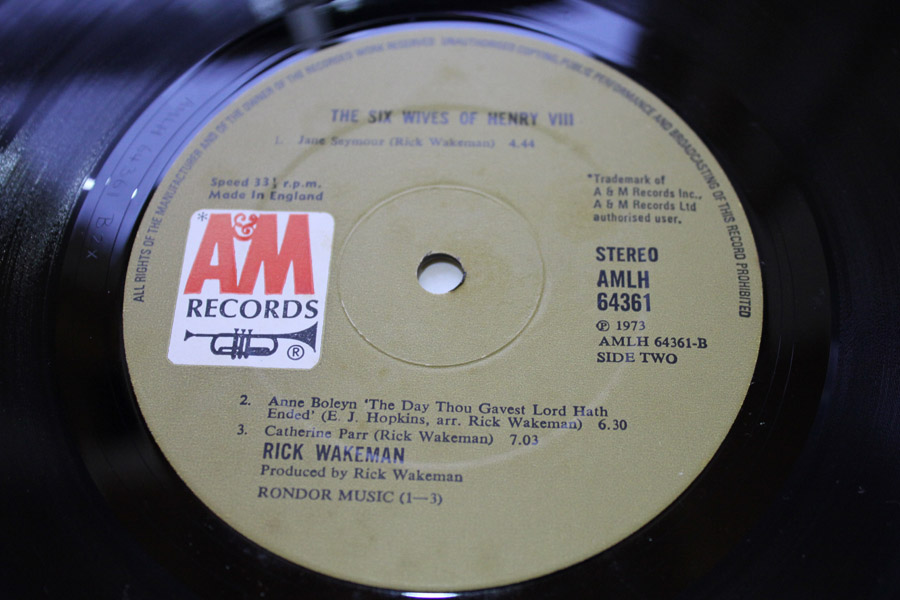 ALL RIGHTS OF THE MANUFACTURER AND OF THE OWNER OF THE RECORDED WORK RESERVED. UNAUTHORISED COPYING, PUBLIC PERFORMANCE AND BROADCASTING OF THIS RECORD PROHIBITED
THE SIX WIVES OF HENRY VIII
1. Jane Seymour (Rick Wakeman) 4.44
Speed 33⅓ r.p.m.
Made in England
*Trademark of
A & M Records Inc.,
A & M Records Ltd
authorised user.
*A&M
RECORDS
®
STEREO
AMLH
64361
℗ 1973
AMLH 64361-B
SIDE TWO
2. Anne Boleyn 'The Day Thou Gavest Lord Hath
Ended' (E. J. Hopkins, arr. Rick Wakeman) 6.30
3. Catherine Parr (Rick Wakeman) 7.03
RICK WAKEMAN
Produced by Rick Wakeman
RONDOR MUSIC (1—3)